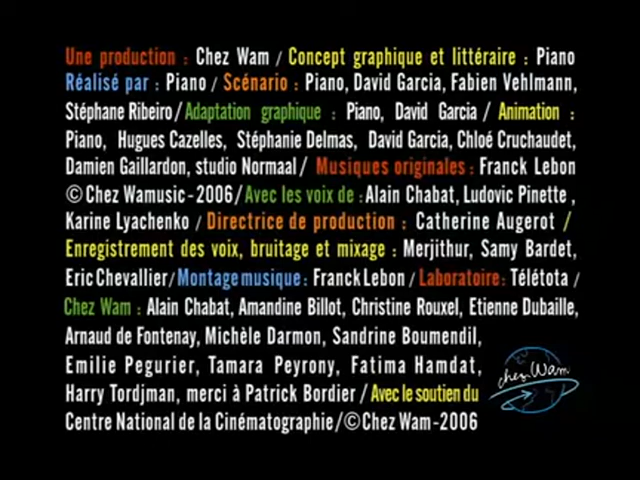 Une production : Chez Wam / Concept graphique et littéraire : Piano
Réalisé par : Piano / Scénario : Piano, David Garcia, Fabien Vehlmann,
Stéphane Ribeiro / Adaptation graphique : Piano, David Garcia / Animation :
Piano, Hugues Cazelles, Stéphanie Delmas, David Garcia, Chloé Cruchaudet,
Damien Gaillardon, studio Normaal / Musiques originales : Franck Lebon
© Chez Wamusic - 2006 / Avec les voix de : Alain Chabat, Ludovic Pinette ,
Karine Lyachenko / Directrice de production : Catherine Augerot /
Enregistrement des voix, bruitage et mixage : Merjithur, Samy Bardet,
Eric Chevallier / Montage musique : Franck Lebon / Laboratoire : Télétota /
Chez Wam : Alain Chabat, Amandine Billot, Christine Rouxel, Etienne Dubaille,
Arnaud de Fontenay, Michèle Darmon, Sandrine Boumendil,
Emilie Pegurier, Tamara Peyrony, Fatima Hamdat,
Harry Tordjman, merci à Patrick Bordier / Avec le soutien du
Centre National de la Cinématographie / © Chez Wam - 2006
chez Wam